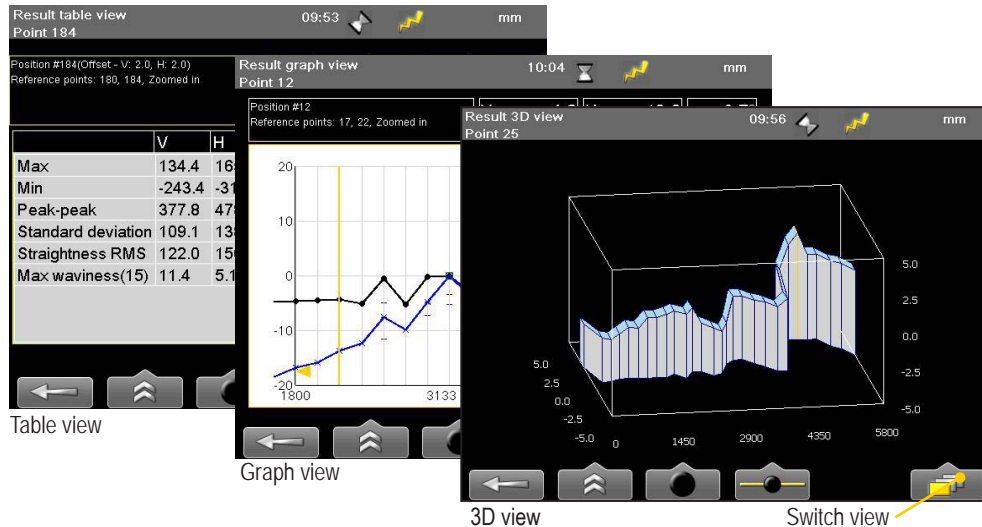 Result table view 09:53 mm
Point 184
Position #184(Offset - V: 2.0, H: 2.0)
Reference points: 180, 184, Zoomed in
V H
Max 134.4
Min -243.4
Peak-peak 377.8
Standard deviation 109.1
Straightness RMS 122.0
Max waviness(15) 11.4 5.1
Table view
Result graph view 10:04 mm
Point 12
Position #12
Reference points: 17, 22, Zoomed in
20
10
0
-10
-20
1800 3133
Graph view
Result 3D view 09:56 mm
Point 25
5.0
2.5
0.0
-2.5
-5.0
5.0
2.5
0.0
-2.5
-5.0
0 1450 2900 4350 5800
3D view
Switch view